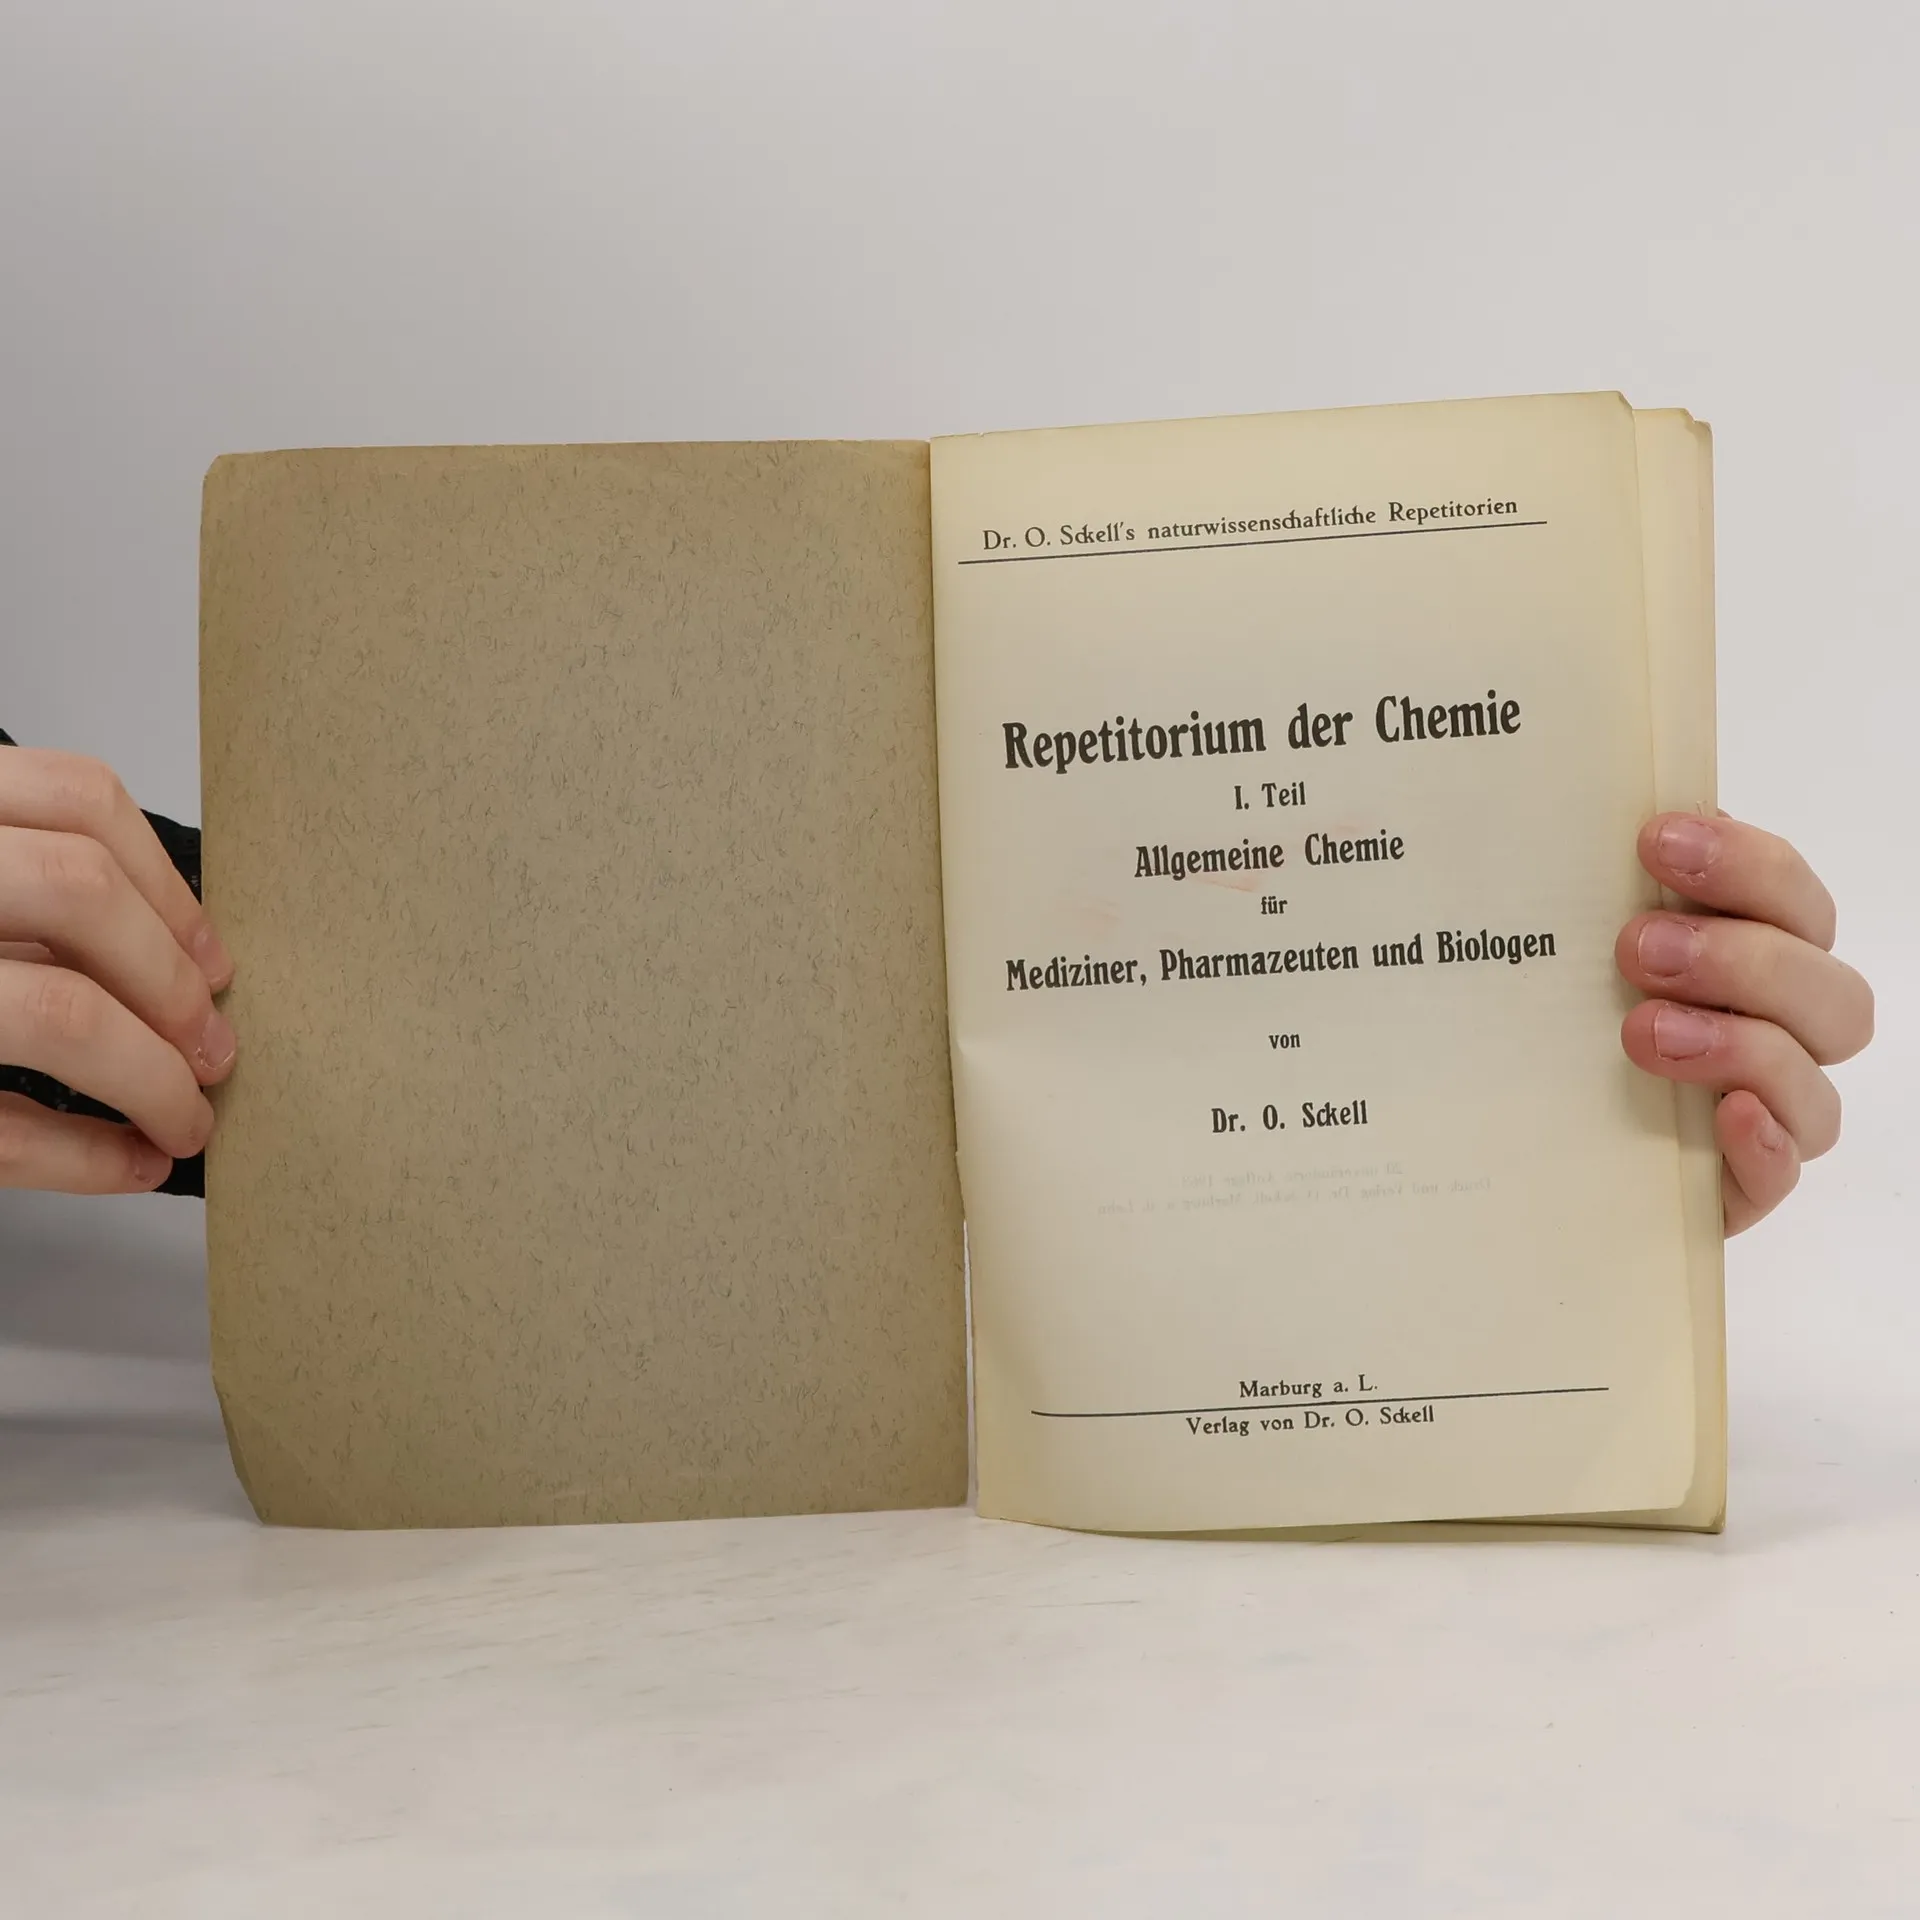 Dr. O. Sckell's naturwissenschaftliche Repetitorien
Repetitorium der Chemie
I. Teil
Allgemeine Chemie
für
Mediziner, Pharmazeuten und Biologen
von
Dr. O. Sckell
Marburg a. L.
Verlag von Dr. O. Sckell